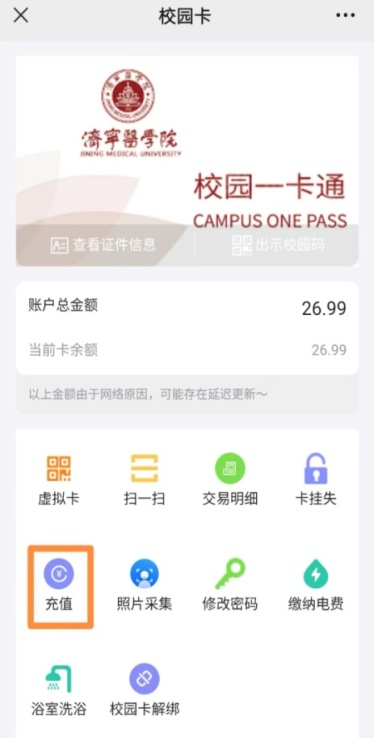 校园卡
濟寧醫學院
JINING MEDICAL UNIVERSITY
校园一卡通
CAMPUS ONE PASS
查看证件信息 出示校园码
账户总金额 26.99
当前卡余额 26.99
以上金额由于网络原因，可能存在延迟更新～
虚拟卡 扫一扫 交易明细 卡挂失
充值 照片采集 修改密码 缴纳电费
浴室洗浴 校园卡解绑